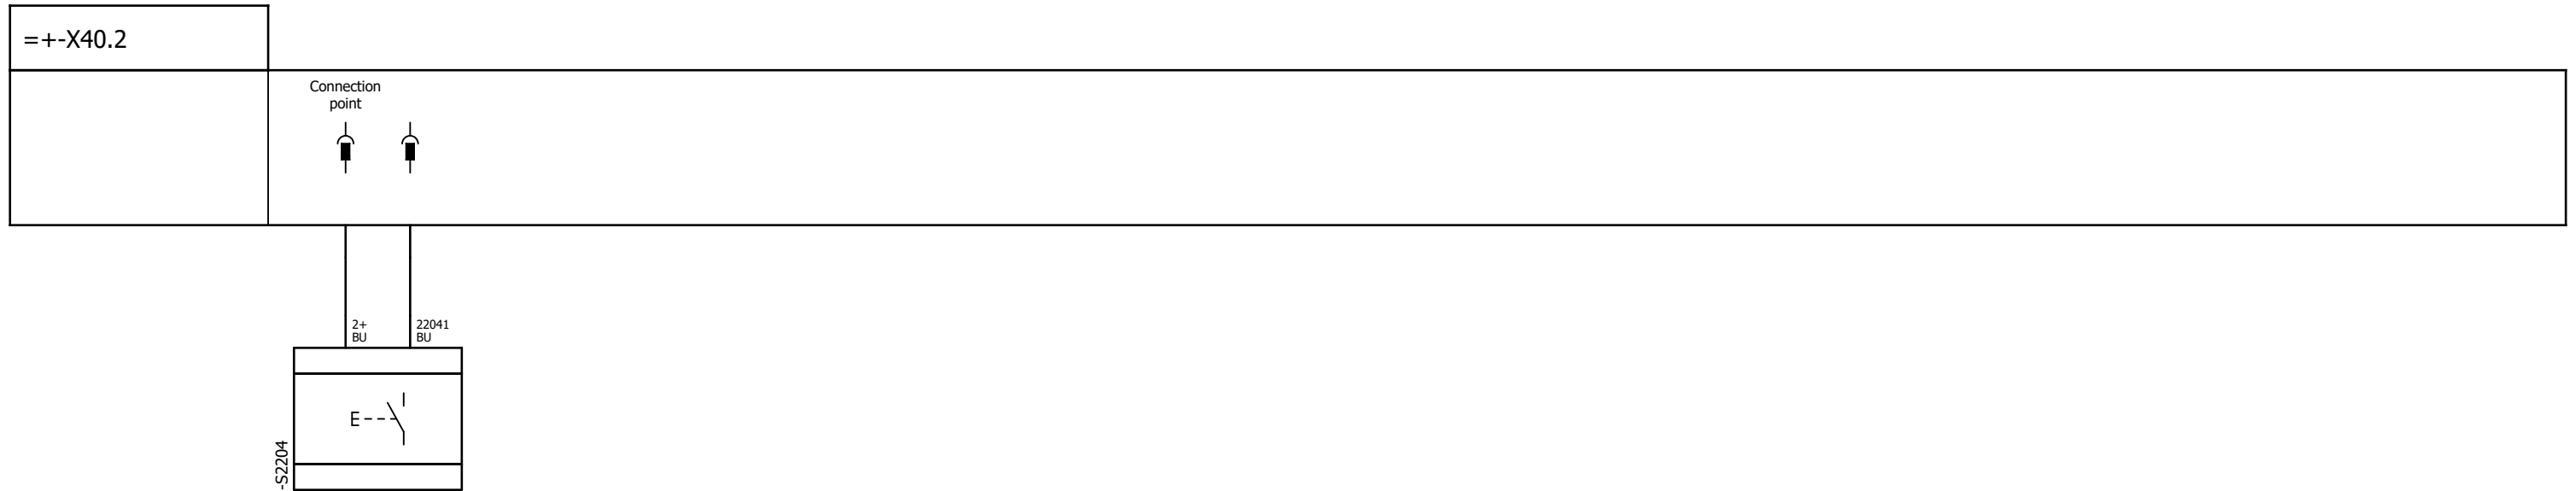 =+-X40.2
Connection
point
2+
BU
22041
BU
E
-S2204